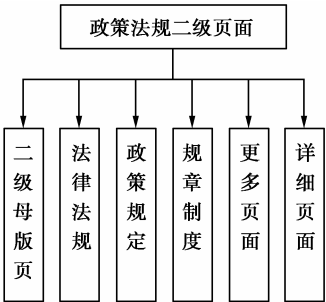 政策法规二级页面
二级母版页
法律法规
政策规定
规章制度
更多页面
详细页面